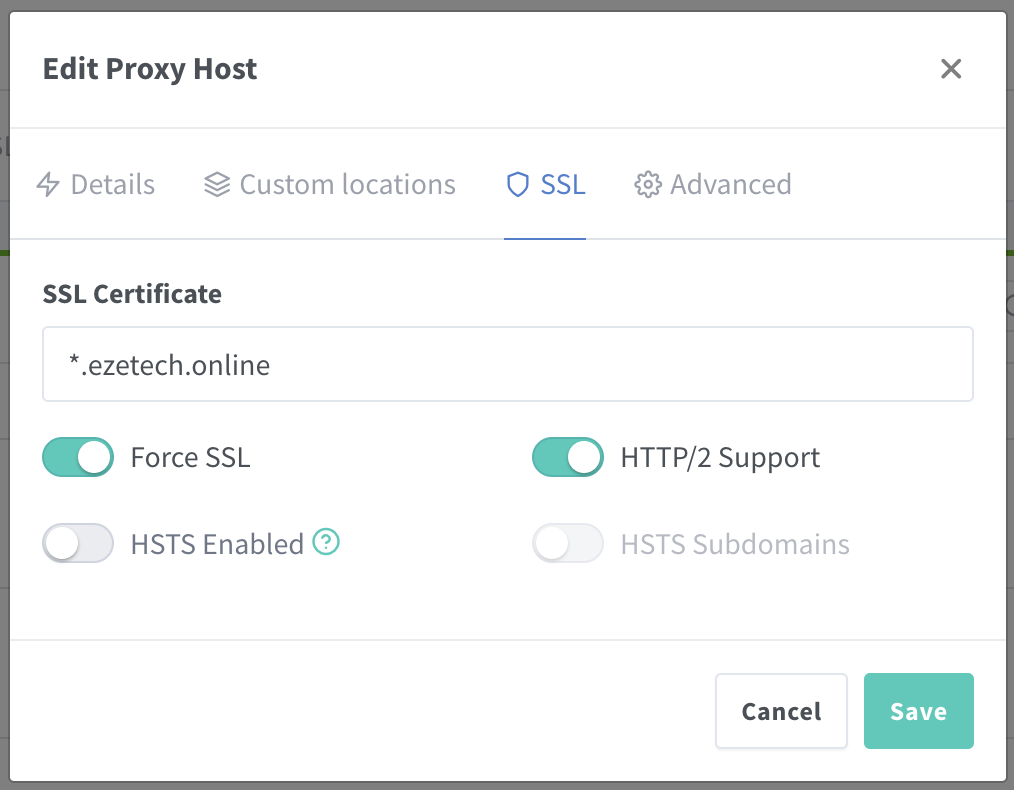 Edit Proxy Host
Details Custom locations SSL Advanced
SSL Certificate
*.ezetech.online
Force SSL HTTP/2 Support
HSTS Enabled ? HSTS Subdomains
Cancel Save